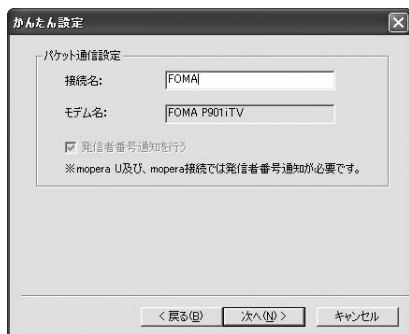 かんたん設定
パケット通信設定
接続名: FOMA
モデム名: FOMA P901iTV
発信者番号通知を行う
※mopera U及び、mopera接続では発信者番号通知が必要です。
< 戻る(B) 次へ(N) > キャンセル